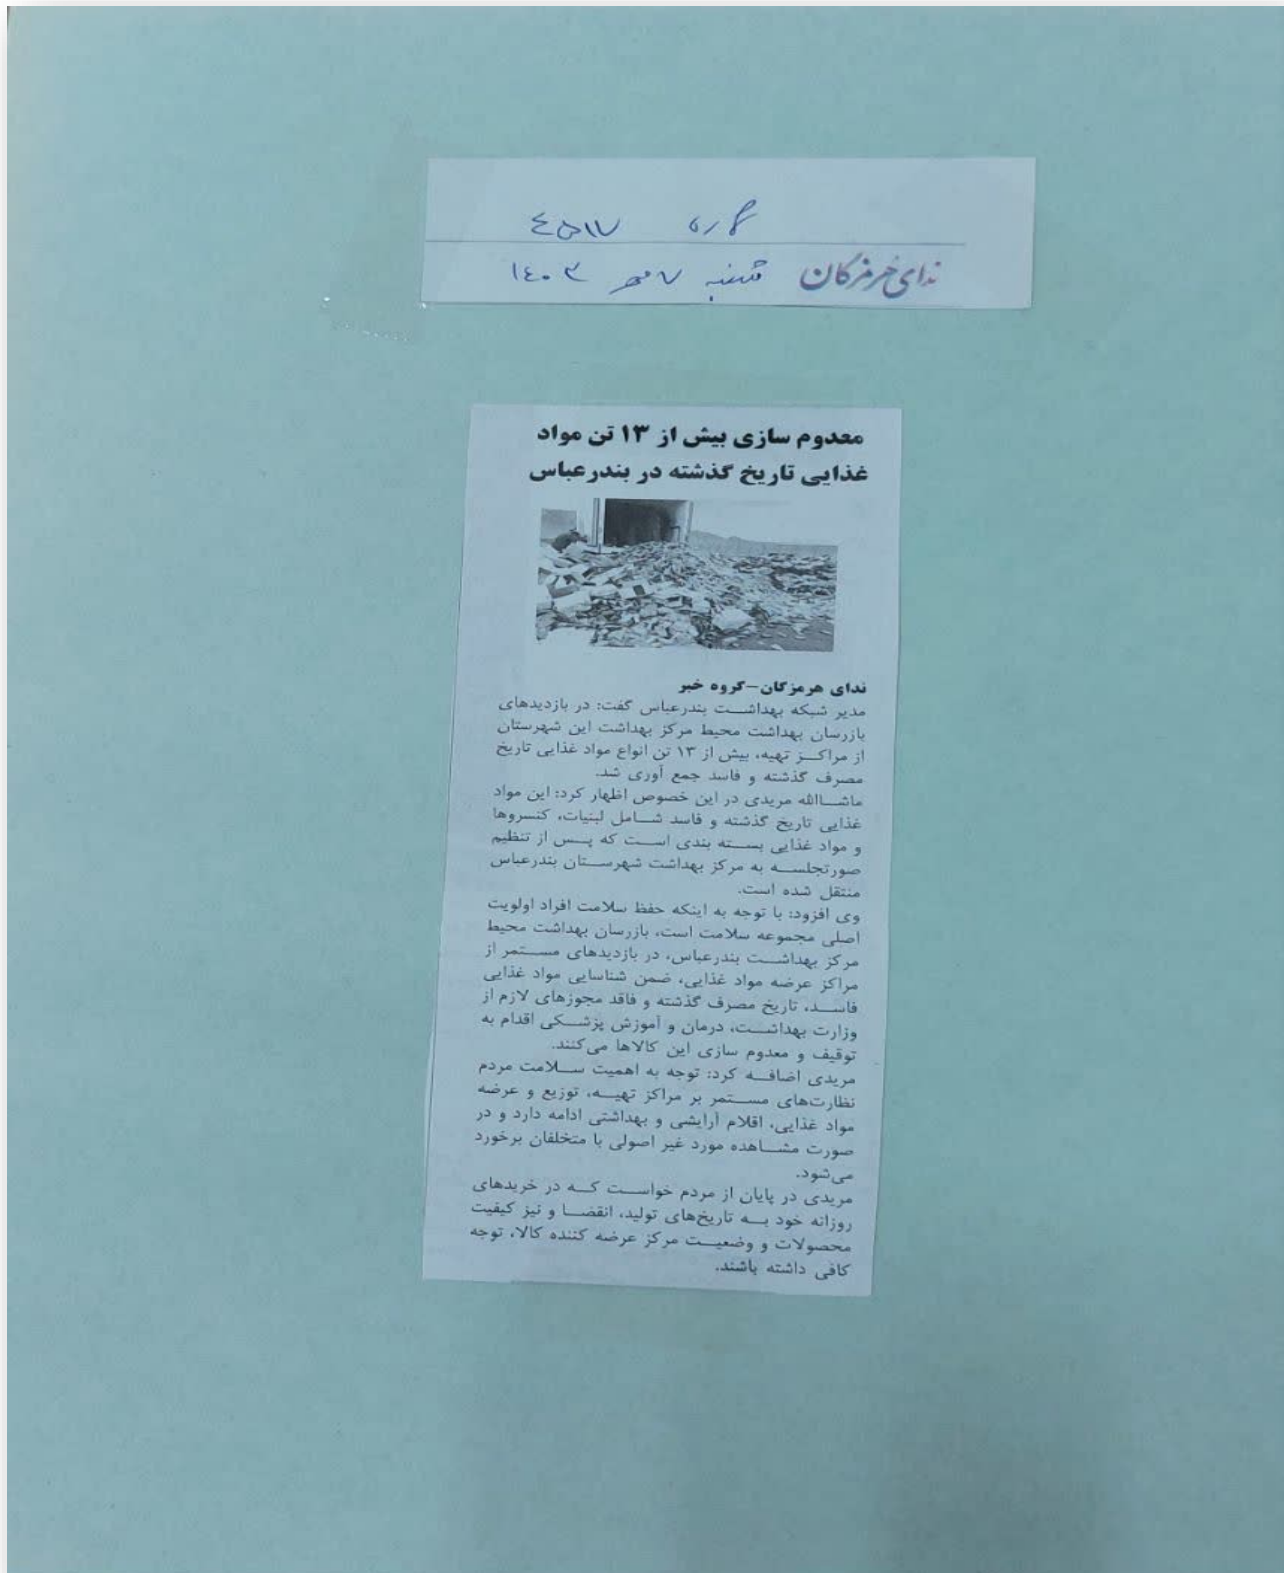 شماره ۴۵۱۷
ندای هرمزگان شنبه ۷ مهر ۱۴۰۳
معدوم سازی بیش از ۱۳ تن مواد
غذایی تاریخ گذشته در بندرعباس
ندای هرمزگان-گروه خبر
مدیر شبکه بهداشت بندرعباس گفت: در بازدیدهای
بازرسان بهداشت محیط مرکز بهداشت این شهرستان
از مراکز تهیه، بیش از ۱۳ تن انواع مواد غذایی تاریخ
مصرف گذشته و فاسد جمع آوری شد.
ماشاالله مریدی در این خصوص اظهار کرد: این مواد
غذایی تاریخ گذشته و فاسد شامل لبنیات، کنسروها
و مواد غذایی بسته بندی است که پس از تنظیم
صورتجلسه به مرکز بهداشت شهرستان بندرعباس
منتقل شده است.
وی افزود: با توجه به اینکه حفظ سلامت افراد اولویت
اصلی مجموعه سلامت است، بازرسان بهداشت محیط
مرکز بهداشت بندرعباس، در بازدیدهای مستمر از
مراکز عرضه مواد غذایی، ضمن شناسایی مواد غذایی
فاسد، تاریخ مصرف گذشته و فاقد مجوزهای لازم از
وزارت بهداشت، درمان و آموزش پزشکی اقدام به
توقیف و معدوم سازی این کالاها می‌کنند.
مریدی اضافه کرد: توجه به اهمیت سلامت مردم
نظارت‌های مستمر بر مراکز تهیه، توزیع و عرضه
مواد غذایی، اقلام آرایشی و بهداشتی ادامه دارد و در
صورت مشاهده مورد غیر اصولی با متخلفان برخورد
می‌شود.
مریدی در پایان از مردم خواست که در خریدهای
روزانه خود به تاریخ‌های تولید، انقضا و نیز کیفیت
محصولات و وضعیت مرکز عرضه کننده کالا، توجه
کافی داشته باشند.